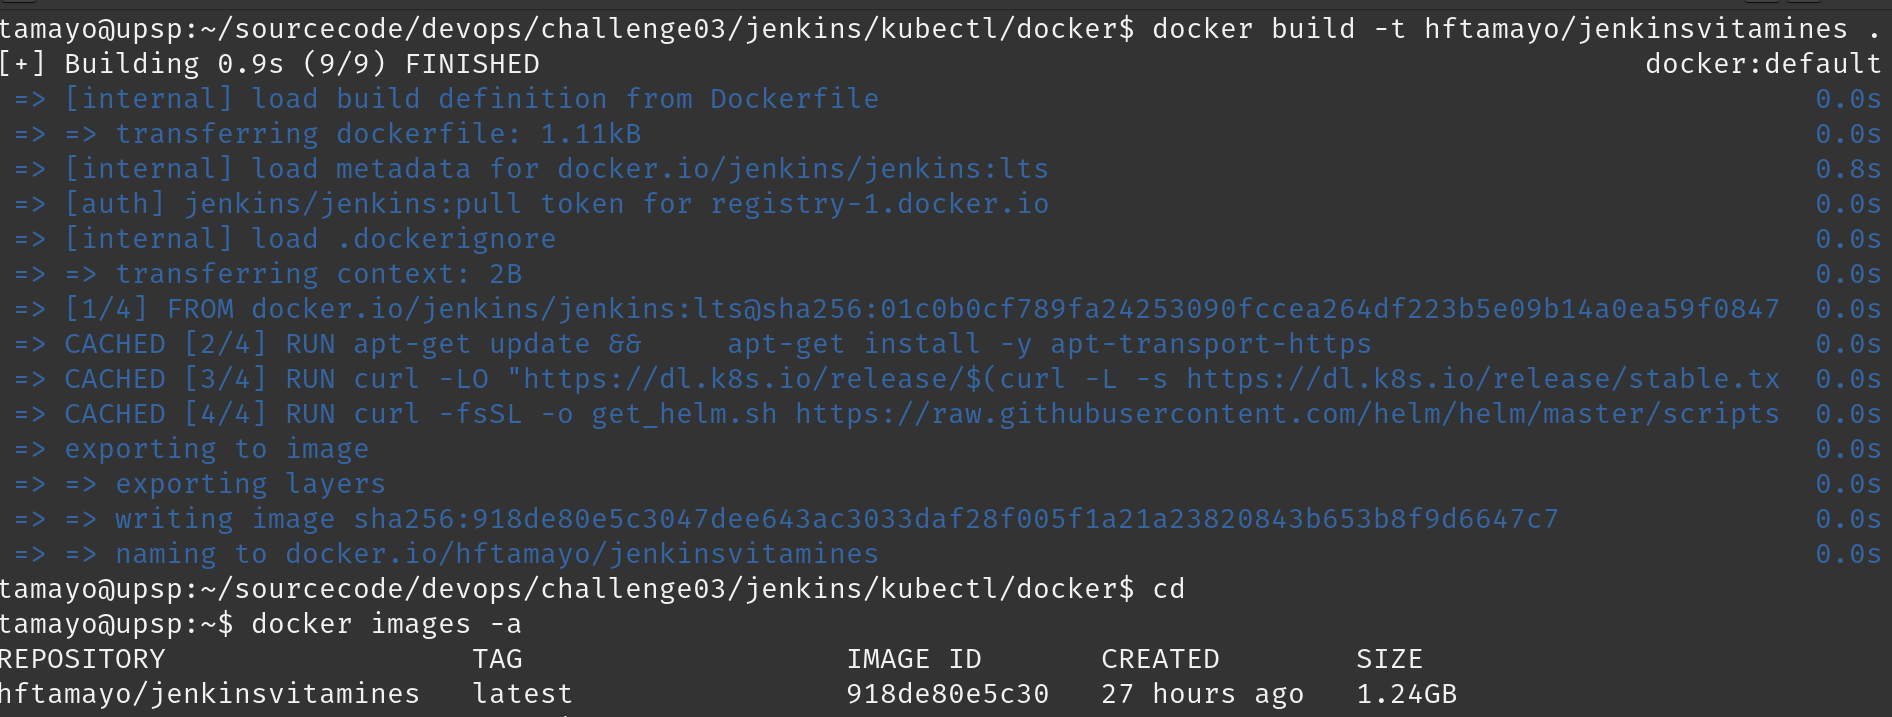 tamayo@upsp:~/sourcecode/devops/challenge03/jenkins/kubectl/docker$ docker build -t hftamayo/jenkinsvitamines .
[+] Building 0.9s (9/9) FINISHED docker:default
=> [internal] load build definition from Dockerfile 0.0s
=> => transferring dockerfile: 1.11kB 0.0s
=> [internal] load metadata for docker.io/jenkins/jenkins:lts 0.8s
=> [auth] jenkins/jenkins:pull token for registry-1.docker.io 0.0s
=> [internal] load .dockerignore 0.0s
=> => transferring context: 2B 0.0s
=> [1/4] FROM docker.io/jenkins/jenkins:lts@sha256:01c0b0cf789fa24253090fccea264df223b5e09b14a0ea59f0847 0.0s
=> CACHED [2/4] RUN apt-get update && apt-get install -y apt-transport-https 0.0s
=> CACHED [3/4] RUN curl -LO "https://dl.k8s.io/release/$(curl -L -s https://dl.k8s.io/release/stable.tx 0.0s
=> CACHED [4/4] RUN curl -fsSL -o get_helm.sh https://raw.githubusercontent.com/helm/helm/master/scripts 0.0s
=> exporting to image 0.0s
=> => exporting layers 0.0s
=> => writing image sha256:918de80e5c3047dee643ac3033daf28f005f1a21a23820843b653b8f9d6647c7 0.0s
=> => naming to docker.io/hftamayo/jenkinsvitamines 0.0s
tamayo@upsp:~/sourcecode/devops/challenge03/jenkins/kubectl/docker$ cd
tamayo@upsp:~$ docker images -a
REPOSITORY TAG IMAGE ID CREATED SIZE
hftamayo/jenkinsvitamines latest 918de80e5c30 27 hours ago 1.24GB